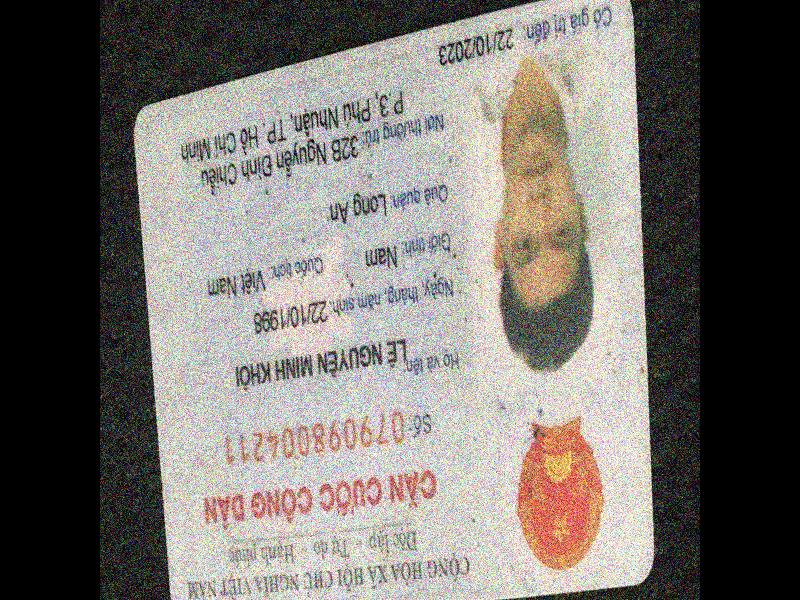 CỘNG HÒA XÃ HỘI CHỦ NGHĨA VIỆT NAM
Độc lập - Tự do - Hạnh phúc
CĂN CƯỚC CÔNG DÂN
Số: 079098004211
Họ và tên: LÊ NGUYÊN MINH KHÔI
Ngày, tháng, năm sinh: 22/10/1998
Giới tính: Nam Quốc tịch: Việt Nam
Quê quán: Long An
Nơi thường trú: 32B Nguyễn Đình Chiểu
P.3, Phú Nhuận, TP. Hồ Chí Minh
Có giá trị đến: 22/10/2023